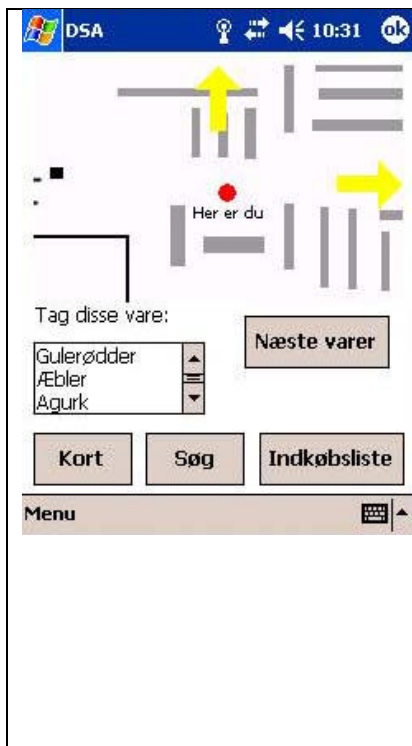 DSA 10:31 ok
Her er du
Tag disse vare:
Næste varer
Gulerødder
Æbler
Agurk
Kort Søg Indkøbsliste
Menu